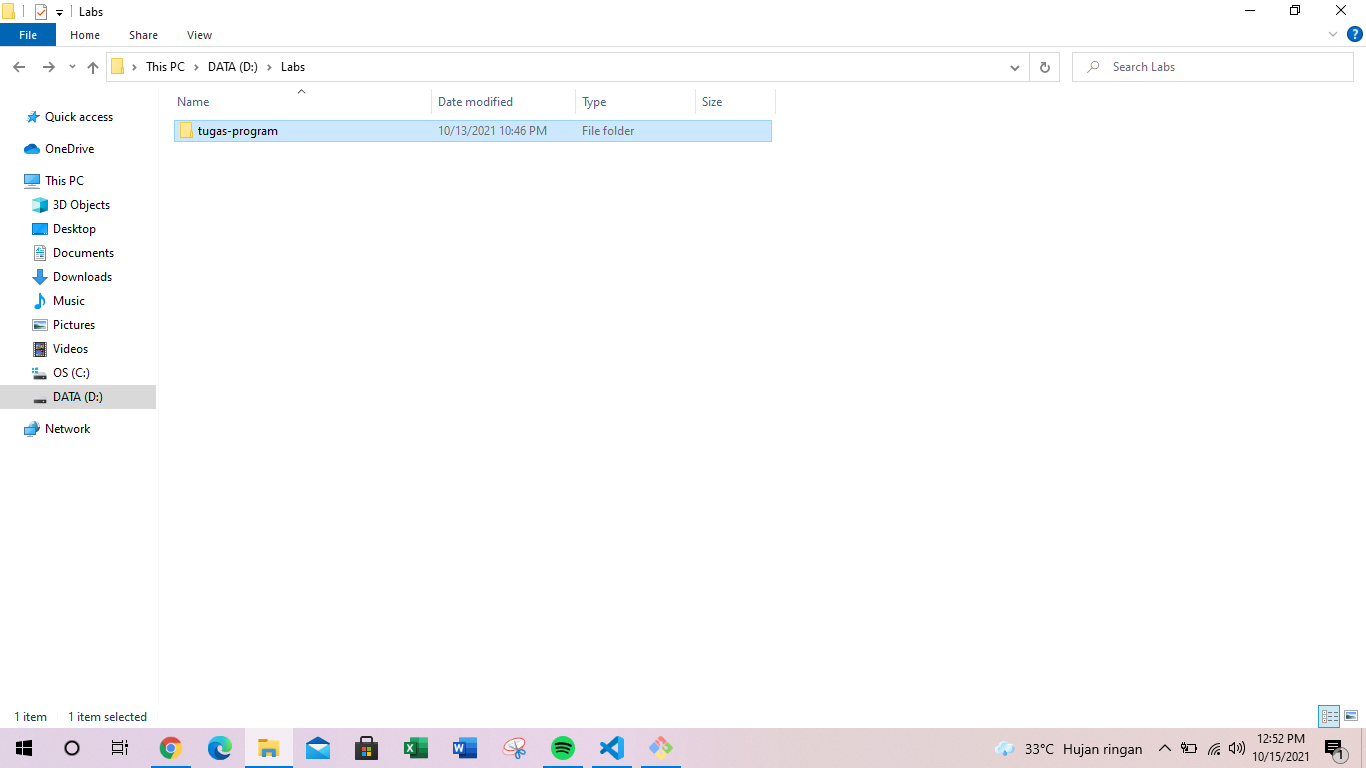 Labs
File Home Share View
This PC DATA (D:) Labs
Search Labs
Name Date modified Type Size
tugas-program 10/13/2021 10:46 PM File folder
Quick access
OneDrive
This PC
3D Objects
Desktop
Documents
Downloads
Music
Pictures
Videos
OS (C:)
DATA (D:)
Network
1 item 1 item selected
33°C Hujan ringan
12:52 PM
10/15/2021
1